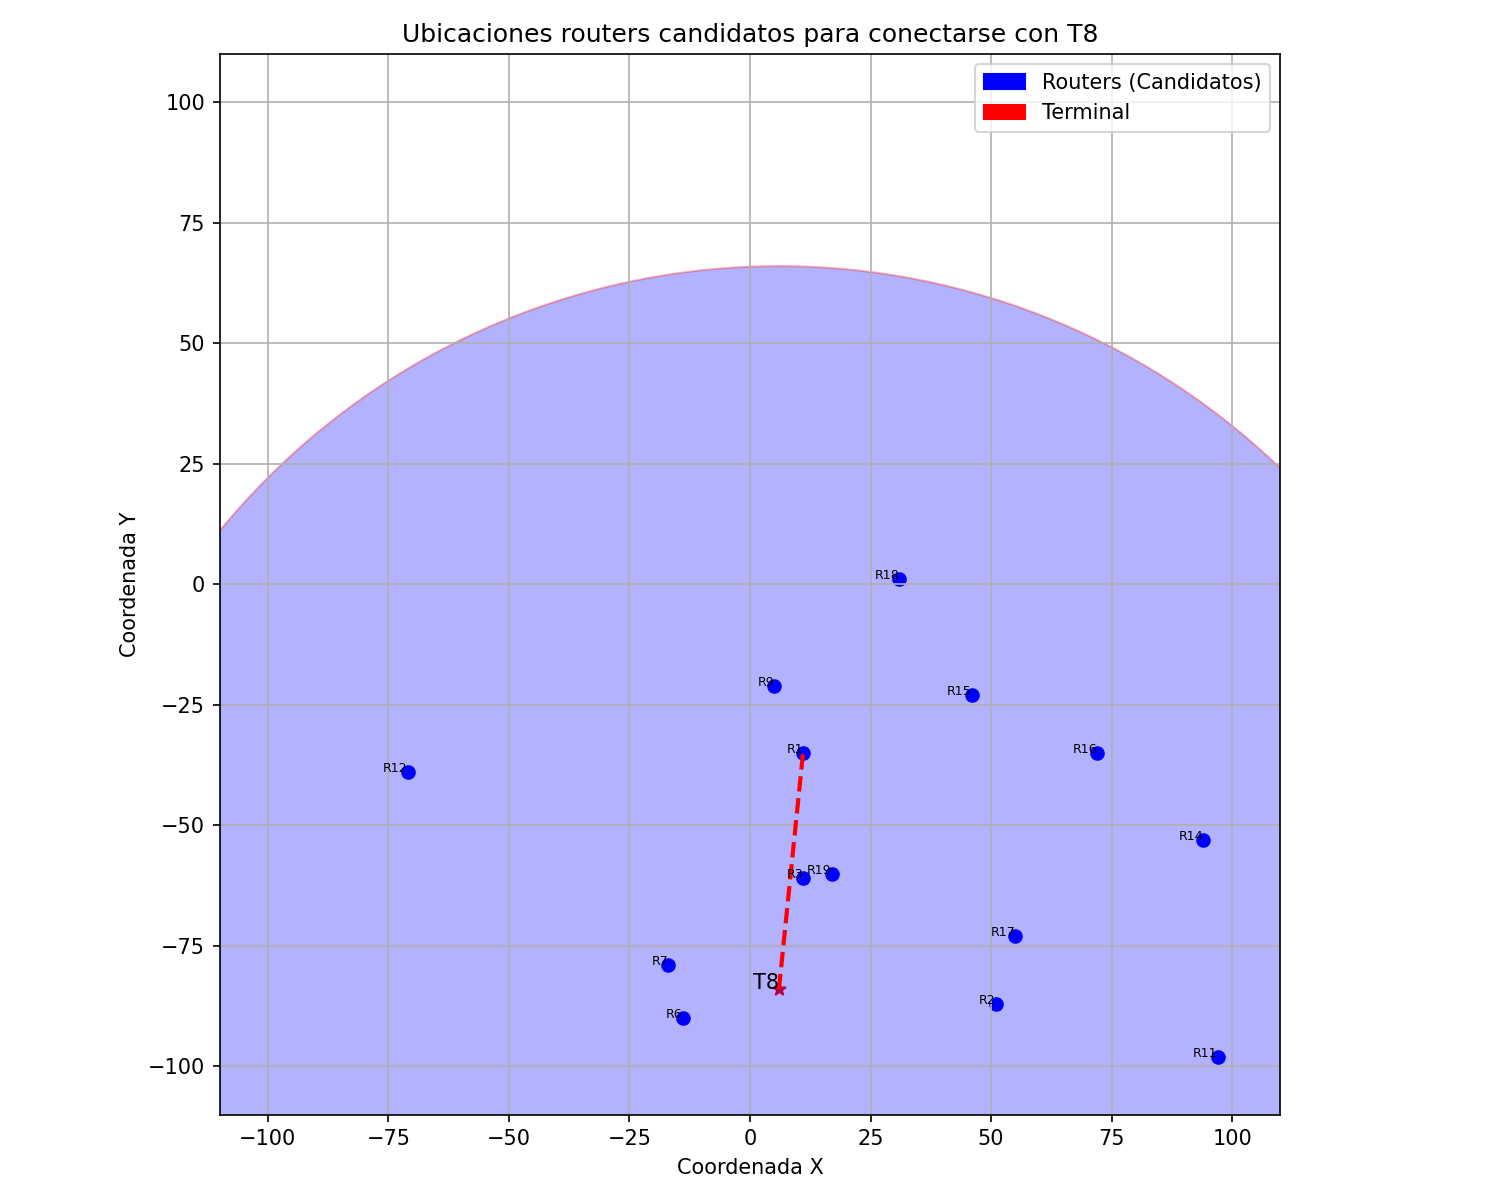 Ubicaciones routers candidatos para conectarse con T8
Routers (Candidatos)
Terminal
100
75
50
25
0
−25
−50
−75
−100
Coordenada Y
R18
R9
R15
R1
R16
R12
R14
R3
R19
R17
R7
T8
R2
R6
R11
−100
−75
−50
−25
0
25
50
75
100
Coordenada X